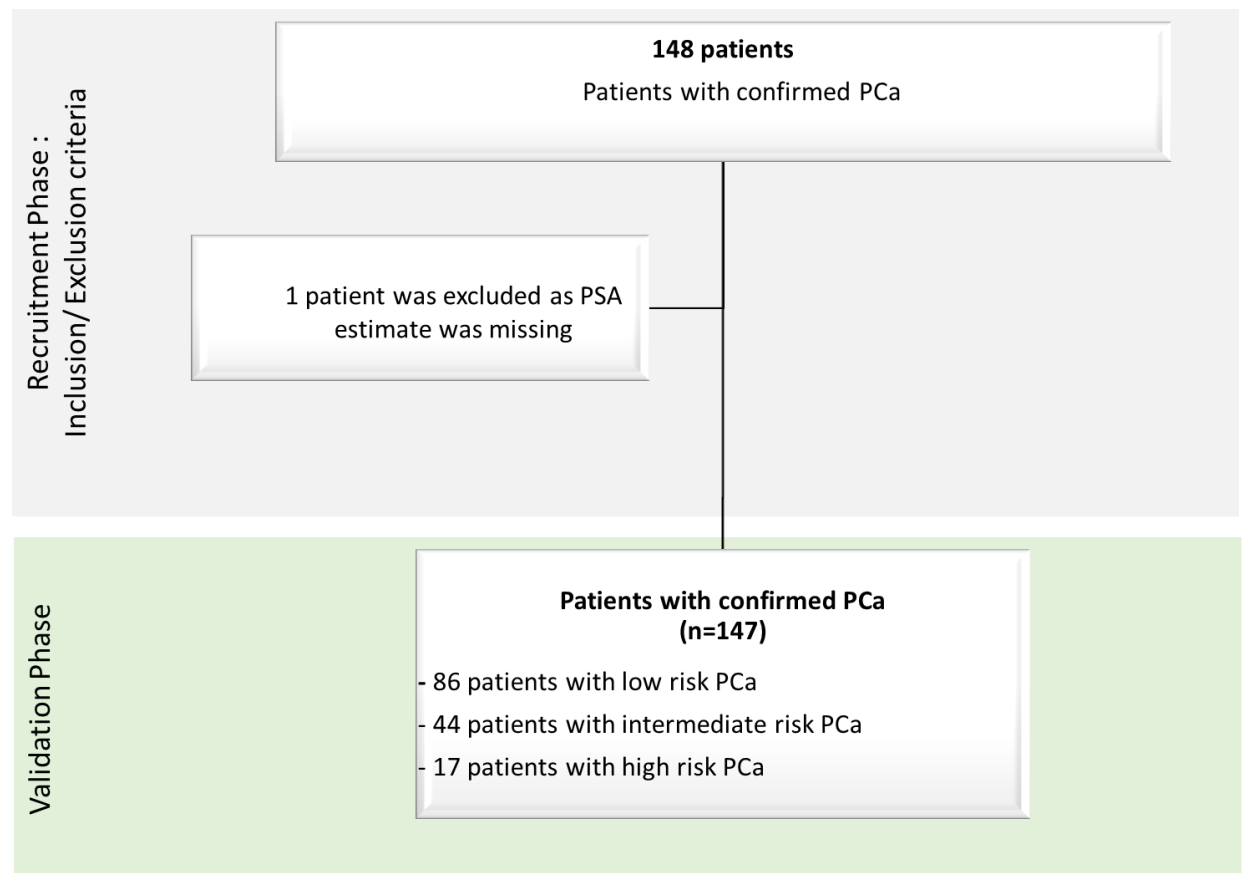 Recruitment Phase :
Inclusion/ Exclusion criteria
148 patients
Patients with confirmed PCa
1 patient was excluded as PSA
estimate was missing
Validation Phase
Patients with confirmed PCa
(n=147)
- 86 patients with low risk PCa
- 44 patients with intermediate risk PCa
- 17 patients with high risk PCa